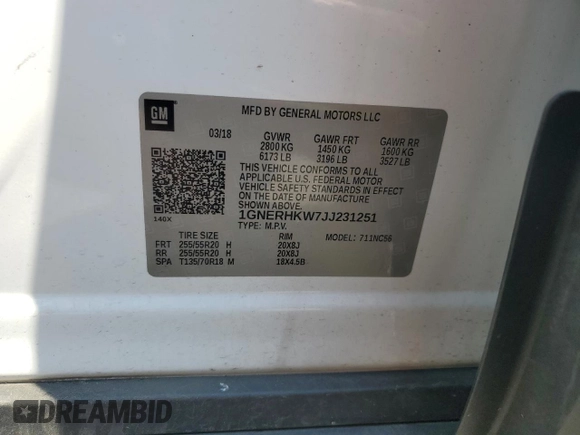 GM
MFD BY GENERAL MOTORS LLC
03/18 GVWR GAWR FRT GAWR RR
2800 KG 1450 KG 1600 KG
6173 LB 3196 LB 3527 LB
THIS VEHICLE CONFORMS TO ALL
APPLICABLE U.S. FEDERAL MOTOR
VEHICLE SAFETY STANDARDS IN EFFECT
ON THE DATE OF MANUFACTURE
SHOWN ABOVE.
140X 1GNERHKW7JJ231251
TYPE: M.P.V. MODEL: 711NC56
TIRE SIZE RIM
FRT 255/55R20 H 20X8J
RR 255/55R20 H 20X8J
SPA T135/70R18 M 18X4.5B
DREAMBID